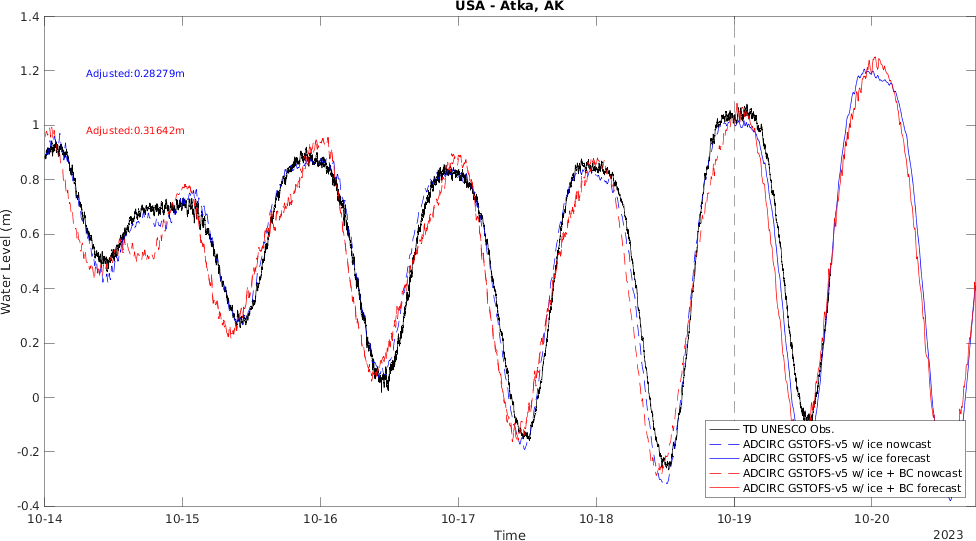 USA - Atka, AK
1.4
1.2
1
0.8
0.6
0.4
0.2
0
-0.2
-0.4
Water Level (m)
Adjusted:0.28279m
Adjusted:0.31642m
TD UNESCO Obs.
ADCIRC GSTOFS-v5 w/ ice nowcast
ADCIRC GSTOFS-v5 w/ ice forecast
ADCIRC GSTOFS-v5 w/ ice + BC nowcast
ADCIRC GSTOFS-v5 w/ ice + BC forecast
10-14 10-15 10-16 10-17 10-18 10-19 10-20
Time
2023